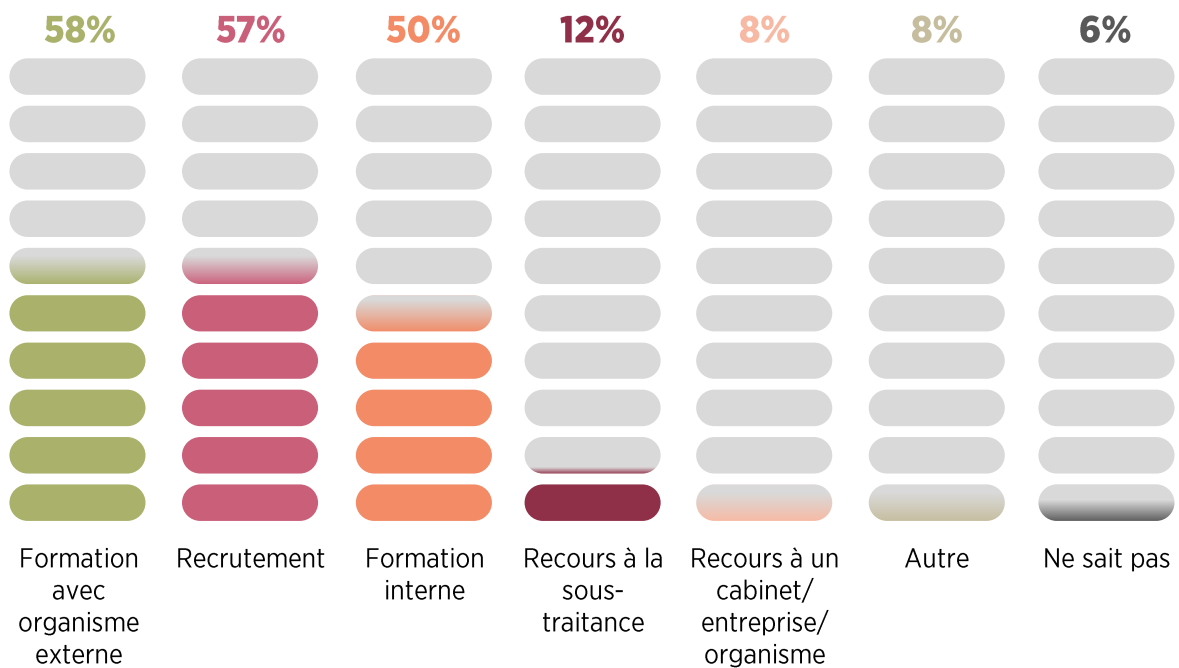 58% 57% 50% 12% 8% 8% 6%
Formation
avec
organisme
externe
Recrutement
Formation
interne
Recours à la
sous-
traitance
Recours à un
cabinet/
entreprise/
organisme
Autre
Ne sait pas